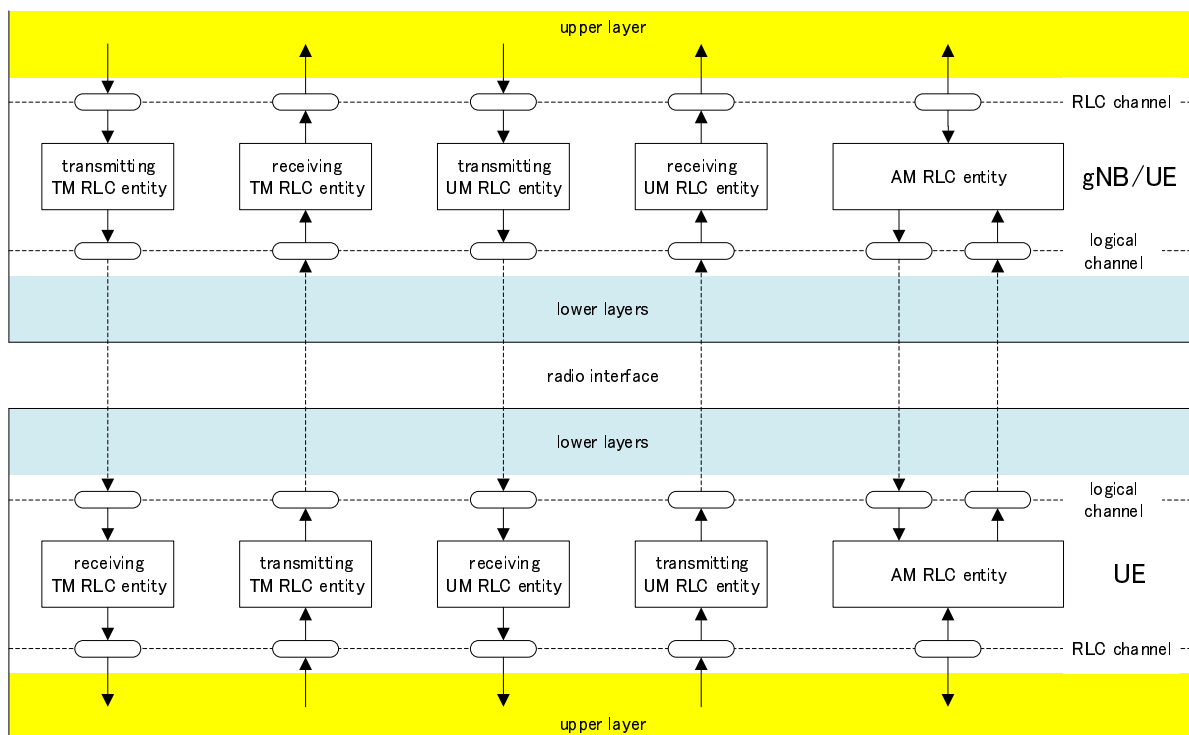 upper layer
RLC channel
transmitting
TM RLC entity
receiving
TM RLC entity
transmitting
UM RLC entity
receiving
UM RLC entity
AM RLC entity
gNB/UE
logical
channel
lower layers
radio interface
lower layers
logical
channel
receiving
TM RLC entity
transmitting
TM RLC entity
receiving
UM RLC entity
transmitting
UM RLC entity
AM RLC entity
UE
RLC channel
upper layer